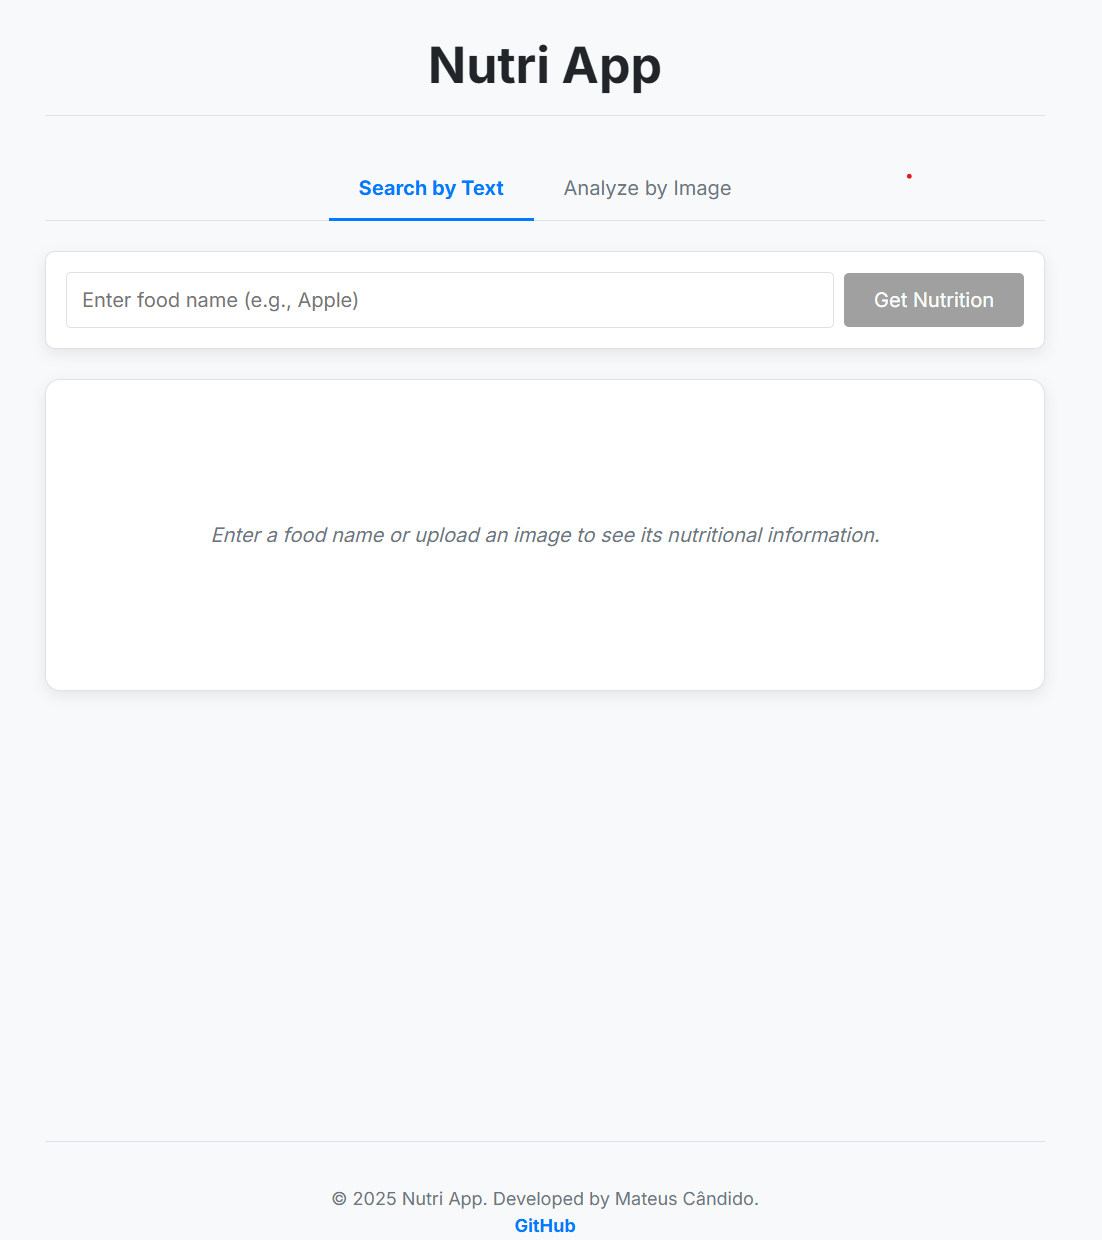 Nutri App
Search by Text
Analyze by Image
Enter food name (e.g., Apple)
Get Nutrition
Enter a food name or upload an image to see its nutritional information.
© 2025 Nutri App. Developed by Mateus Cândido.
GitHub